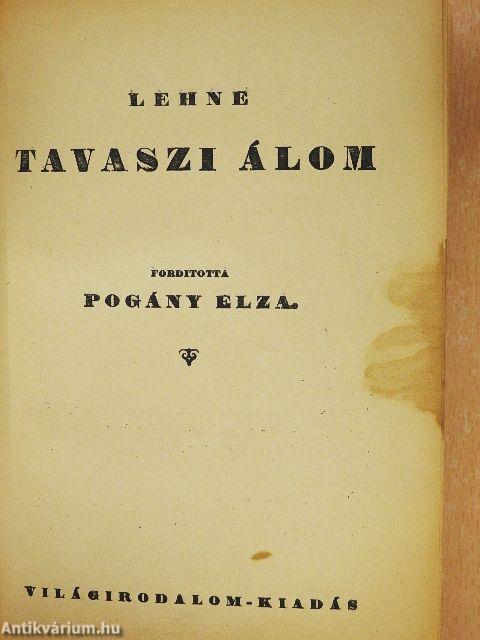 LEHNE
TAVASZI ÁLOM
FORDITOTTA
POGÁNY ELZA.
VILÁGIRODALOM-KIADÁS
Antikvárium.hu